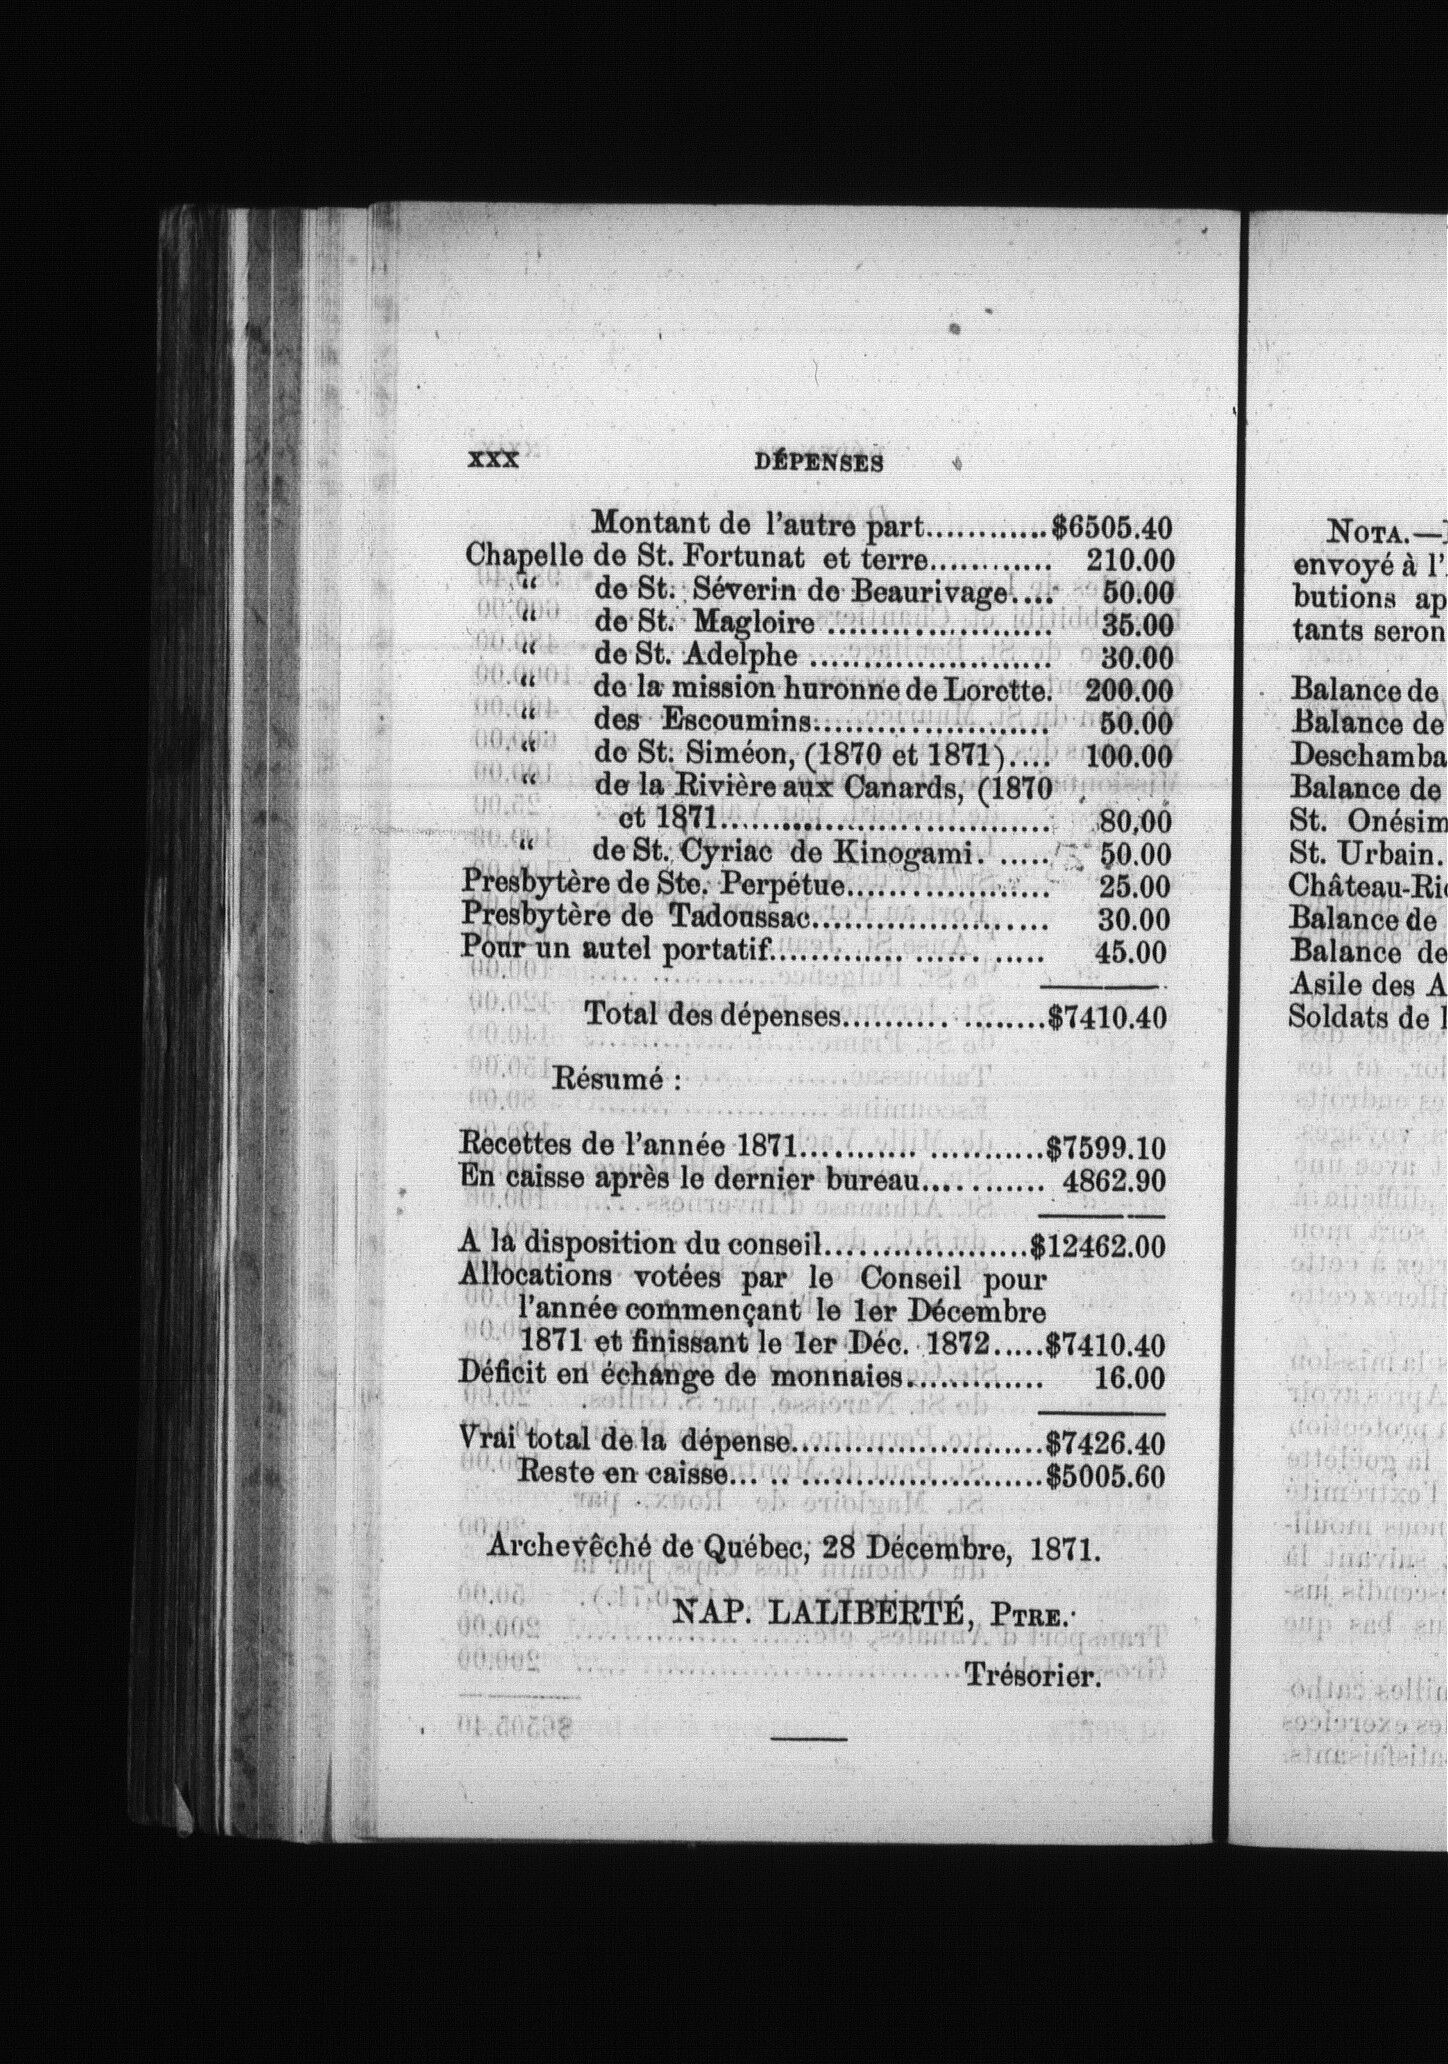 XXX DÉPENSES
Montant de l'autre part............$6505.40
Chapelle de St. Fortunat et terre............ 210.00
“ de St. Séverin de Beaurivage.... 50.00
“ de St. Magloire ..................... 35.00
“ de St. Adelphe ....................... 30.00
“ de la mission huronne de Lorette. 200.00
“ des Escoumins....................... 50.00
“ de St. Siméon, (1870 et 1871).... 100.00
“ de la Rivière aux Canards, (1870
et 1871................................ 80,00
“ de St. Cyriac de Kinogami. ..... 50.00
Presbytère de Ste. Perpétue.................... 25.00
Presbytère de Tadoussac....................... 30.00
Pour un autel portatif............. ....... ..... 45.00
Total des dépenses.......... ........$7410.40
Résumé :
Recettes de l'année 1871........... ...........$7599.10
En caisse après le dernier bureau............ 4862.90
A la disposition du conseil....................$12462.00
Allocations votées par le Conseil pour
l'année commençant le 1er Décembre
1871 et finissant le 1er Déc. 1872.....$7410.40
Déficit en échange de monnaies............. 16.00
Vrai total de la dépense........................$7426.40
Reste en caisse... .. .......................$5005.60
Archevêché de Québec, 28 Décembre, 1871.
NAP. LALIBERTÉ, PTRE.
Trésorier.
NOTA.—
envoyé à l'
butions ap
tants seron
Balance de
Balance de
Deschamba
Balance de
St. Onésim
St. Urbain.
Château-Ric
Balance de
Balance de
Asile des A
Soldats de